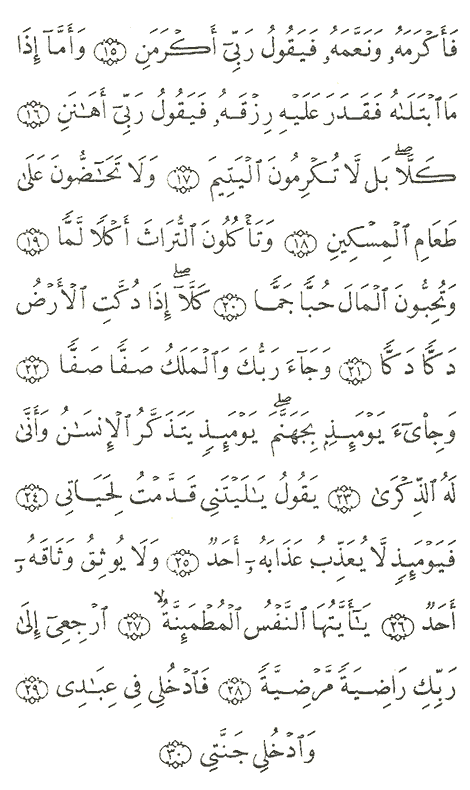 فَأَكْرَمَهُۥ وَنَعَّمَهُۥ فَيَقُولُ رَبِّىٓ أَكْرَمَنِ ١٥ وَأَمَّآ إِذَا
مَا ٱبْتَلَىٰهُ فَقَدَرَ عَلَيْهِ رِزْقَهُۥ فَيَقُولُ رَبِّىٓ أَهَٰنَنِ ١٦
كَلَّا ۖ بَل لَّا تُكْرِمُونَ ٱلْيَتِيمَ ١٧ وَلَا تَحَٰٓضُّونَ عَلَىٰ
طَعَامِ ٱلْمِسْكِينِ ١٨ وَتَأْكُلُونَ ٱلتُّرَاثَ أَكْلًا لَّمًّا ١٩
وَتُحِبُّونَ ٱلْمَالَ حُبًّا جَمًّا ٢٠ كَلَّآ ۖ إِذَا دُكَّتِ ٱلْأَرْضُ
دَكًّا دَكًّا ٢١ وَجَآءَ رَبُّكَ وَٱلْمَلَكُ صَفًّا صَفًّا ٢٢
وَجِا۟ىٓءَ يَوْمَئِذٍۭ بِجَهَنَّمَ ۖ يَوْمَئِذٍ يَتَذَكَّرُ ٱلْإِنسَٰنُ وَأَنَّىٰ
لَهُ ٱلذِّكْرَىٰ ٢٣ يَقُولُ يَٰلَيْتَنِى قَدَّمْتُ لِحَيَاتِى ٢٤
فَيَوْمَئِذٍ لَّا يُعَذِّبُ عَذَابَهُۥٓ أَحَدٌ ٢٥ وَلَا يُوثِقُ وَثَاقَهُۥٓ
أَحَدٌ ٢٦ يَٰٓأَيَّتُهَا ٱلنَّفْسُ ٱلْمُطْمَئِنَّةُ ۙ ٢٧ ٱرْجِعِىٓ إِلَىٰ
رَبِّكِ رَاضِيَةً مَّرْضِيَّةً ٢٨ فَٱدْخُلِى فِى عِبَٰدِى ٢٩
وَٱدْخُلِى جَنَّتِى ٣٠